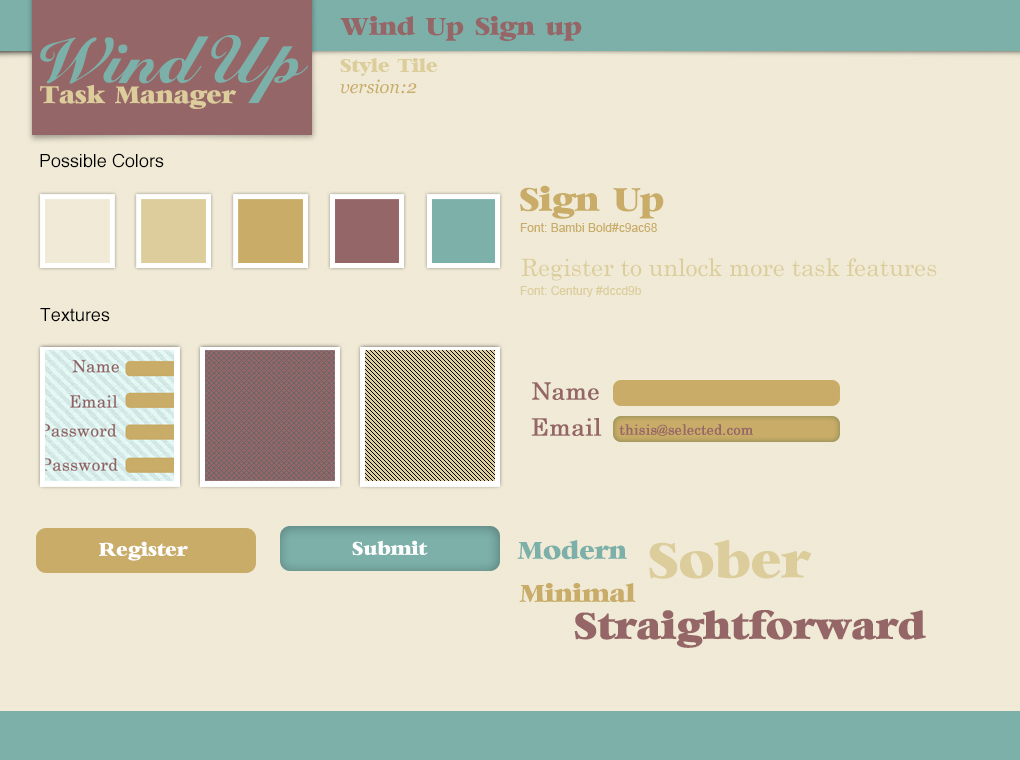 Wind Up
Task Manager
Wind Up Sign up
Style Tile
version:2
Possible Colors
Sign Up
Font: Bambi Bold#c9ac68
Register to unlock more task features
Font: Century #dccd9b
Textures
Name
Email
Password
Password
Name
Email
thisis@selected.com
Register
Submit
Modern
Sober
Minimal
Straightforward